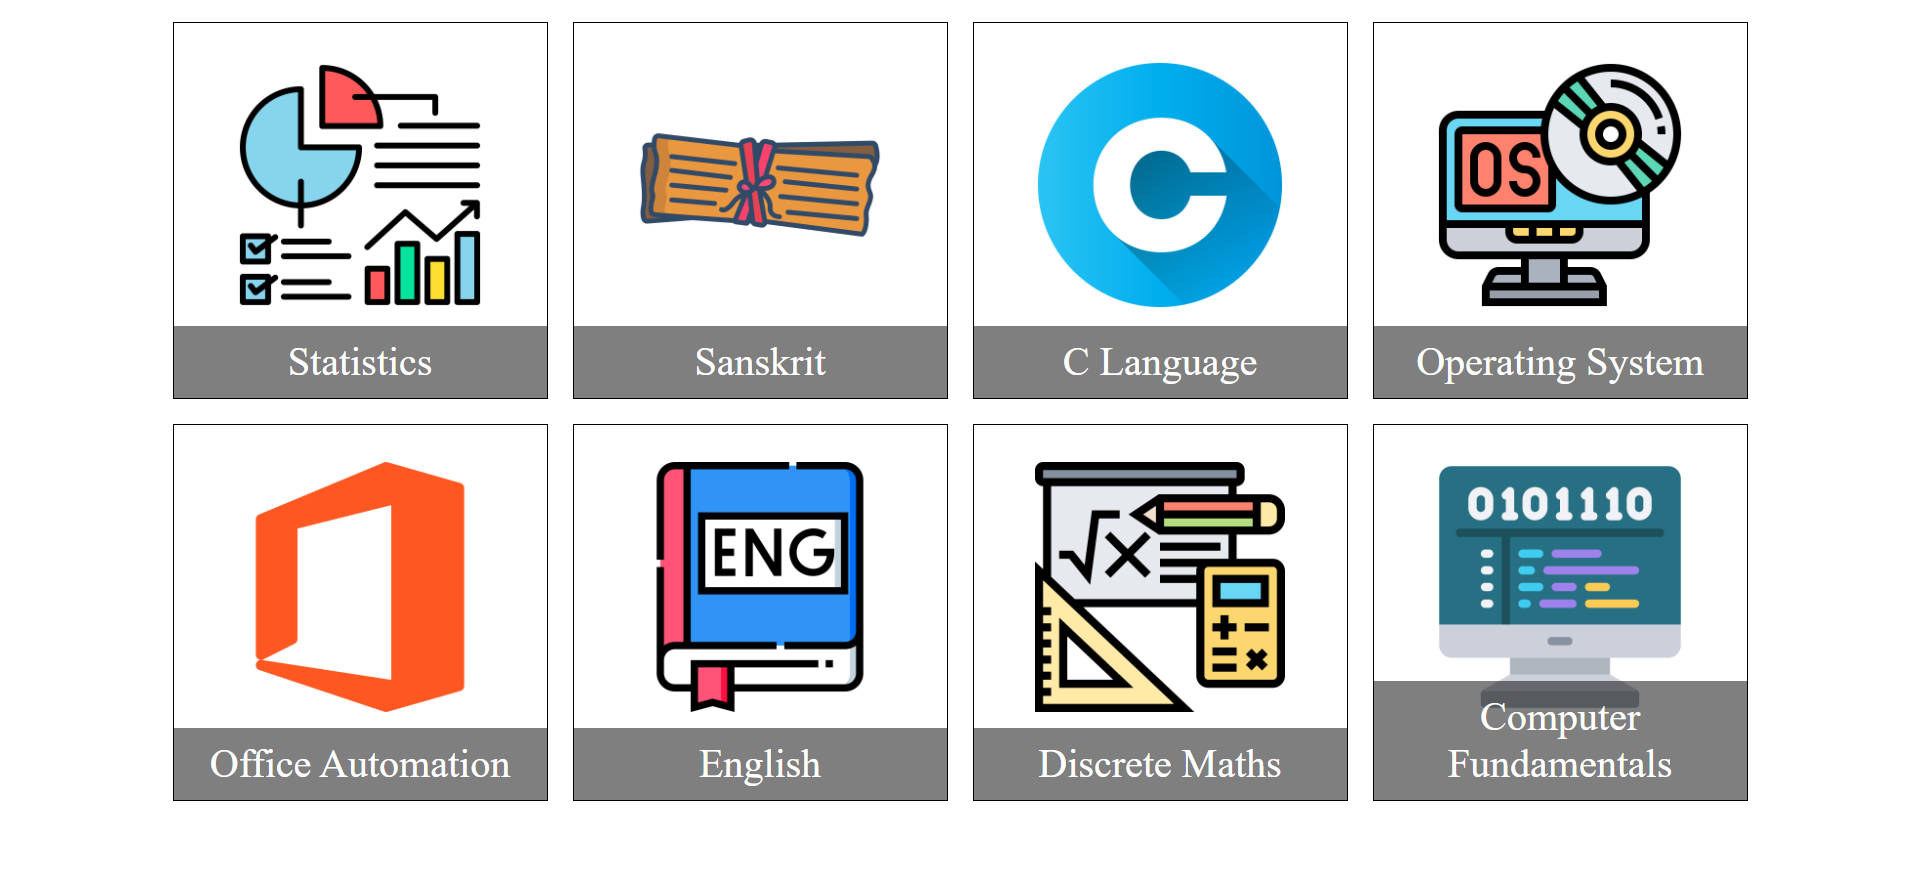 OS
Statistics
Sanskrit
C Language
Operating System
ENG
0101110
Office Automation
English
Discrete Maths
Computer
Fundamentals